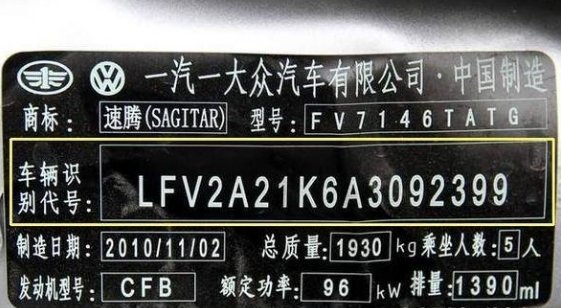 一汽一大众汽车有限公司·中国制造
商标: 速腾(SAGITAR) 型号: FV7146TATG
车辆识别代号: LFV2A21K6A3092399
制造日期: 2010/11/02 总质量: 1930 kg 乘坐人数: 5 人
发动机型号: CFB 额定功率: 96 kW 排量: 1390 ml